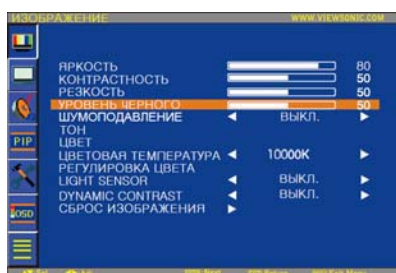 ИЗОБРАЖЕНИЕ WWW.VIEWSONIC.COM
ЯРКОСТЬ 80
КОНТРАСТНОСТЬ 50
РЕЗКОСТЬ 50
УРОВЕНЬ ЧЕРНОГО 50
ШУМОПОДАВЛЕНИЕ ВЫКЛ.
ТОН
ЦВЕТ
ЦВЕТОВАЯ ТЕМПЕРАТУРА 10000K
РЕГУЛИРОВКА ЦВЕТА
LIGHT SENSOR ВЫКЛ.
DYNAMIC CONTRAST ВЫКЛ.
СБРОС ИЗОБРАЖЕНИЯ
PIP
OSD